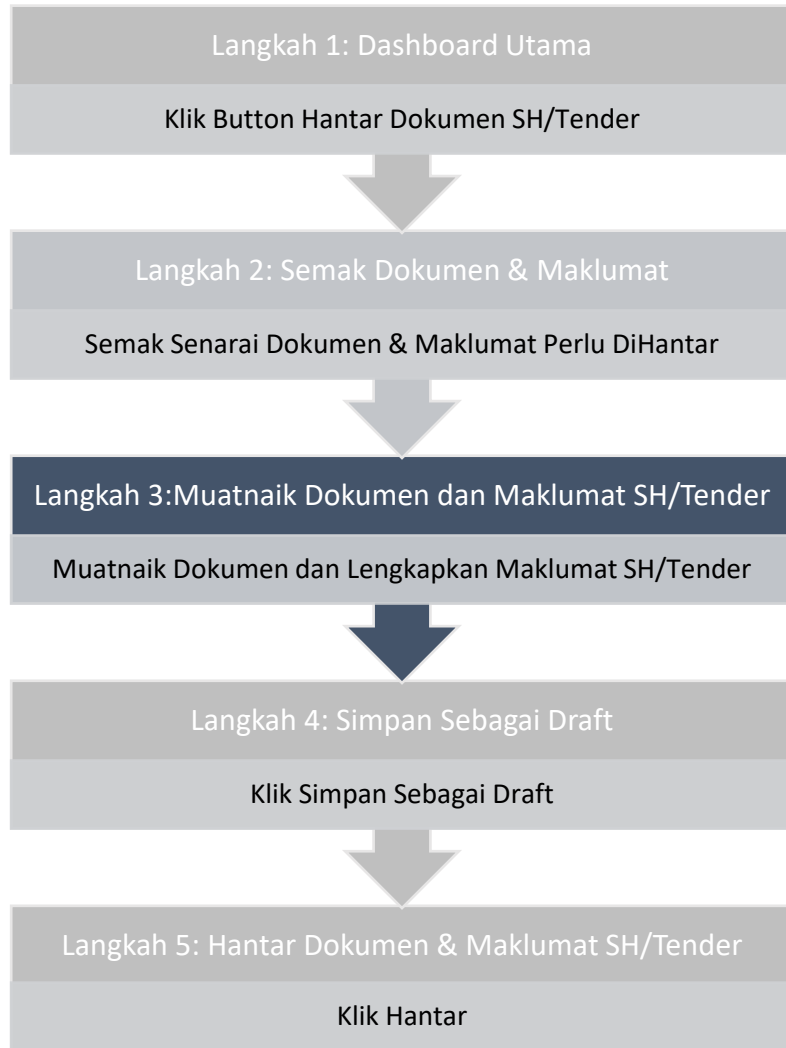 Langkah 1: Dashboard Utama
Klik Button Hantar Dokumen SH/Tender
Langkah 2: Semak Dokumen & Maklumat
Semak Senarai Dokumen & Maklumat Perlu DiHantar
Langkah 3:Muatnaik Dokumen dan Maklumat SH/Tender
Muatnaik Dokumen dan Lengkapkan Maklumat SH/Tender
Langkah 4: Simpan Sebagai Draft
Klik Simpan Sebagai Draft
Langkah 5: Hantar Dokumen & Maklumat SH/Tender
Klik Hantar